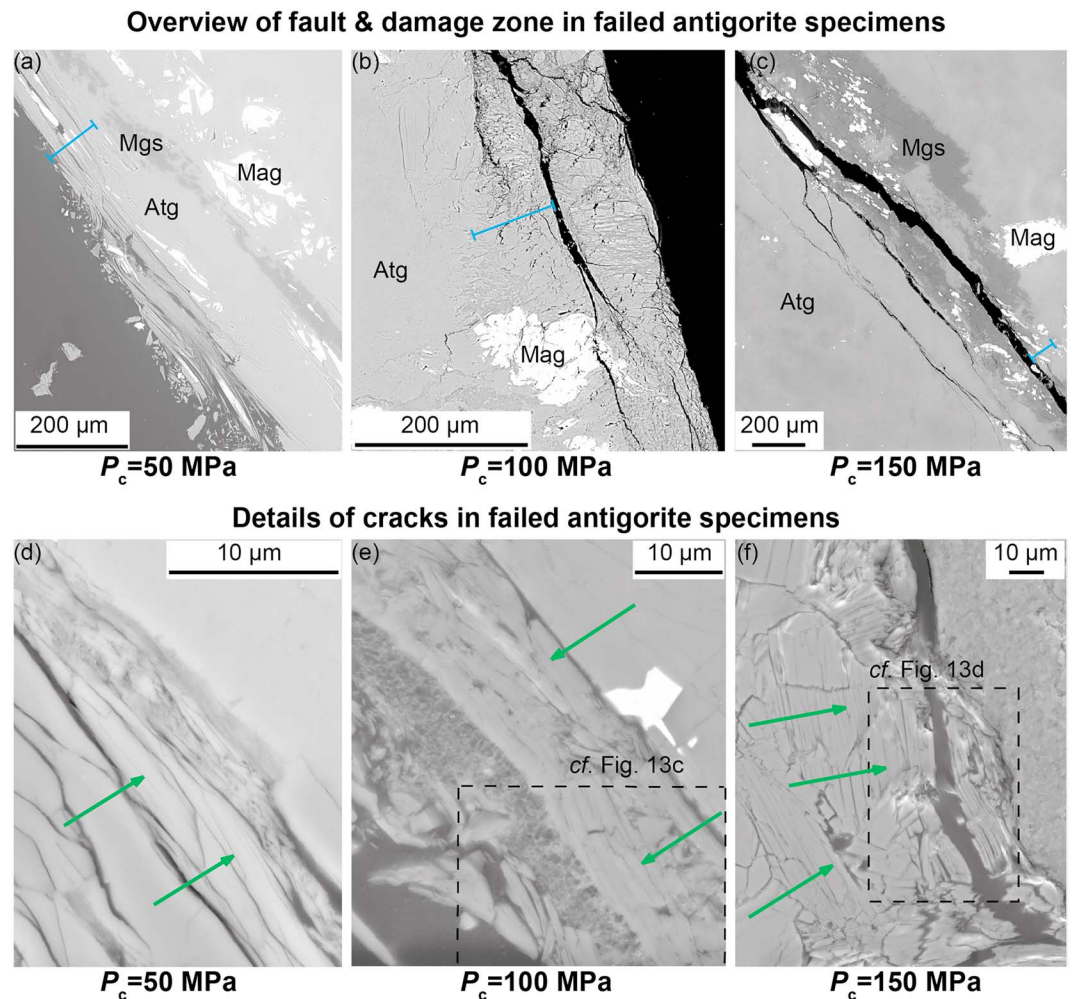 Overview of fault & damage zone in failed antigorite specimens
(a)
Mgs
Mag
Atg
200 µm
Pc=50 MPa
(b)
Atg
Mag
200 µm
Pc=100 MPa
(c)
Mgs
Mag
Atg
200 µm
Pc=150 MPa
Details of cracks in failed antigorite specimens
(d)
10 µm
Pc=50 MPa
(e)
10 µm
cf. Fig. 13c
Pc=100 MPa
(f)
10 µm
cf. Fig. 13d
Pc=150 MPa